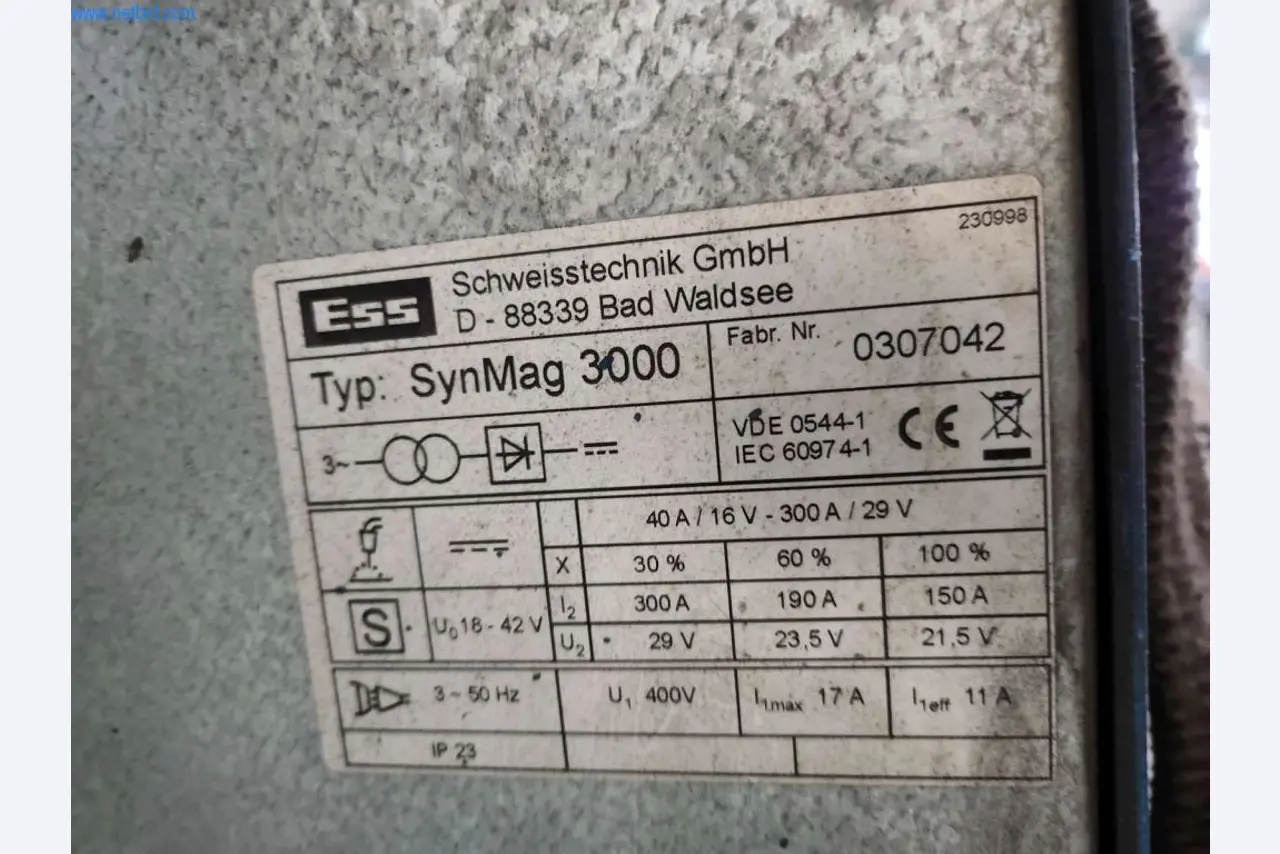 www.netbid.com
230998
Ess Schweisstechnik GmbH
D - 88339 Bad Waldsee
Typ: SynMag 3000
Fabr. Nr. 0307042
3~
VDE 0544-1
IEC 60974-1
CE
40 A / 16 V - 300 A / 29 V
X 30 % 60 % 100 %
I2 300 A 190 A 150 A
S U0 18 - 42 V
U2 29 V 23,5 V 21,5 V
3 ~ 50 Hz U1 400V I1max 17 A I1eff 11 A
IP 23